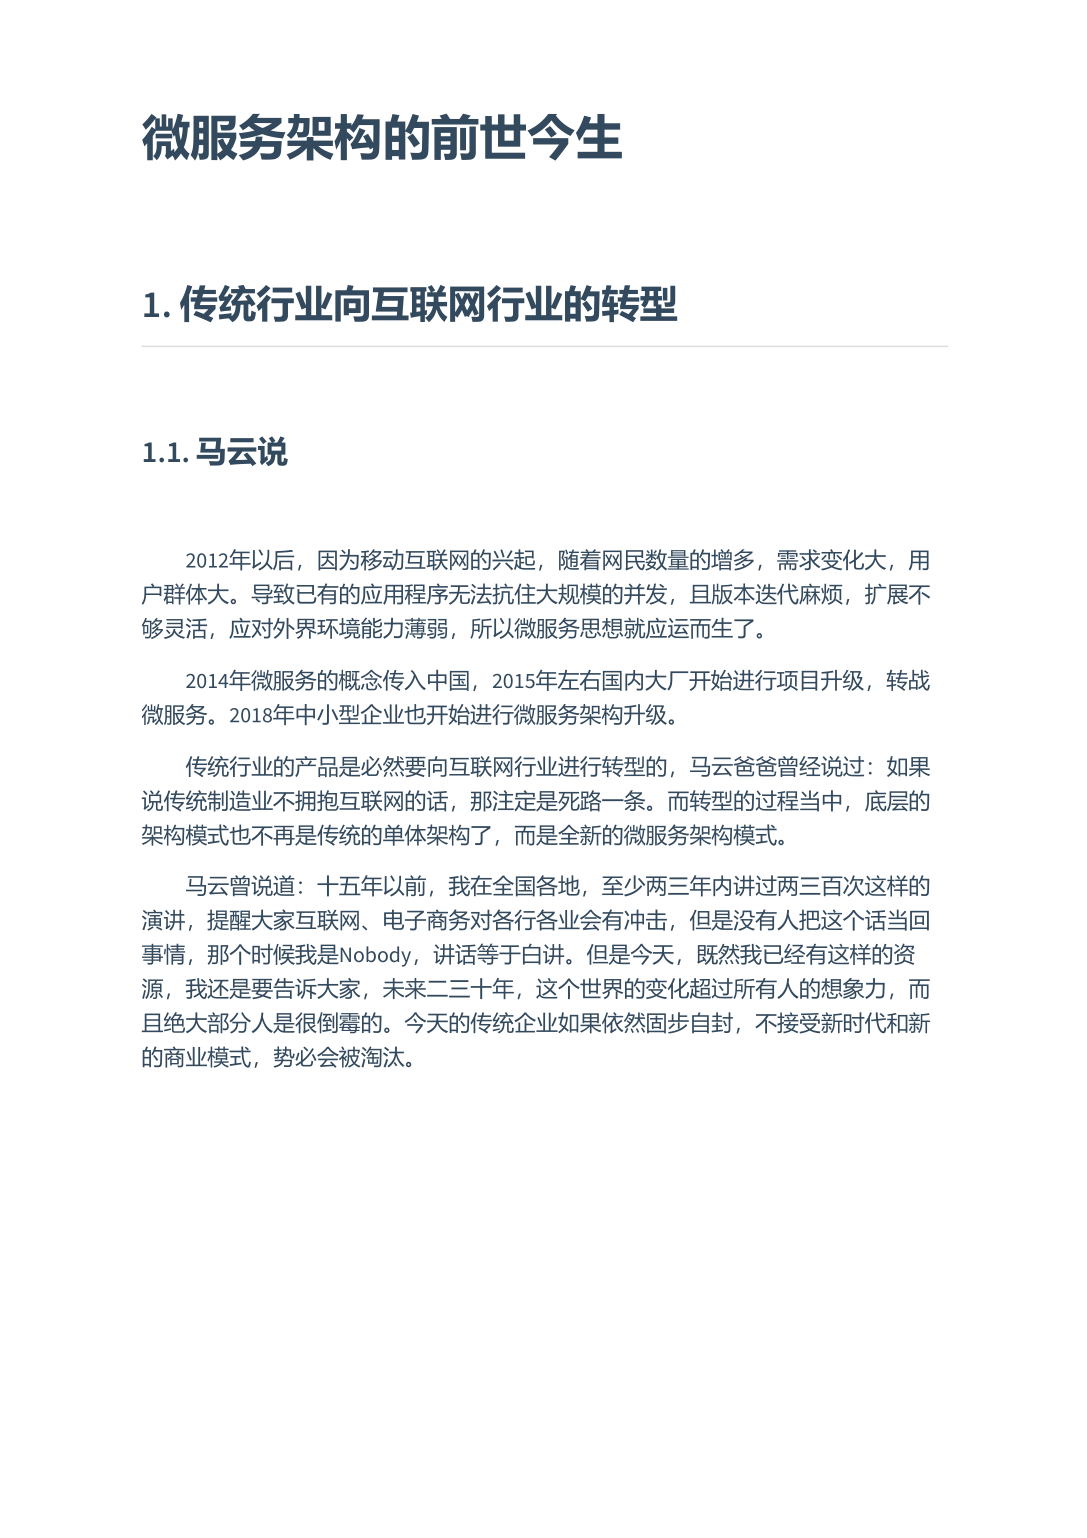 微服务架构的前世今生
1. 传统行业向互联网行业的转型
1.1. 马云说
2012年以后，因为移动互联网的兴起，随着网民数量的增多，需求变化大，用
户群体大。导致已有的应用程序无法抗住大规模的并发，且版本迭代麻烦，扩展不
够灵活，应对外界环境能力薄弱，所以微服务思想就应运而生了。
2014年微服务的概念传入中国，2015年左右国内大厂开始进行项目升级，转战
微服务。2018年中小型企业也开始进行微服务架构升级。
传统行业的产品是必然要向互联网行业进行转型的，马云爸爸曾经说过：如果
说传统制造业不拥抱互联网的话，那注定是死路一条。而转型的过程当中，底层的
架构模式也不再是传统的单体架构了，而是全新的微服务架构模式。
马云曾说道：十五年以前，我在全国各地，至少两三年内讲过两三百次这样的
演讲，提醒大家互联网、电子商务对各行各业会有冲击，但是没有人把这个话当回
事情，那个时候我是Nobody，讲话等于白讲。但是今天，既然我已经有这样的资
源，我还是要告诉大家，未来二三十年，这个世界的变化超过所有人的想象力，而
且绝大部分人是很倒霉的。今天的传统企业如果依然固步自封，不接受新时代和新
的商业模式，势必会被淘汰。